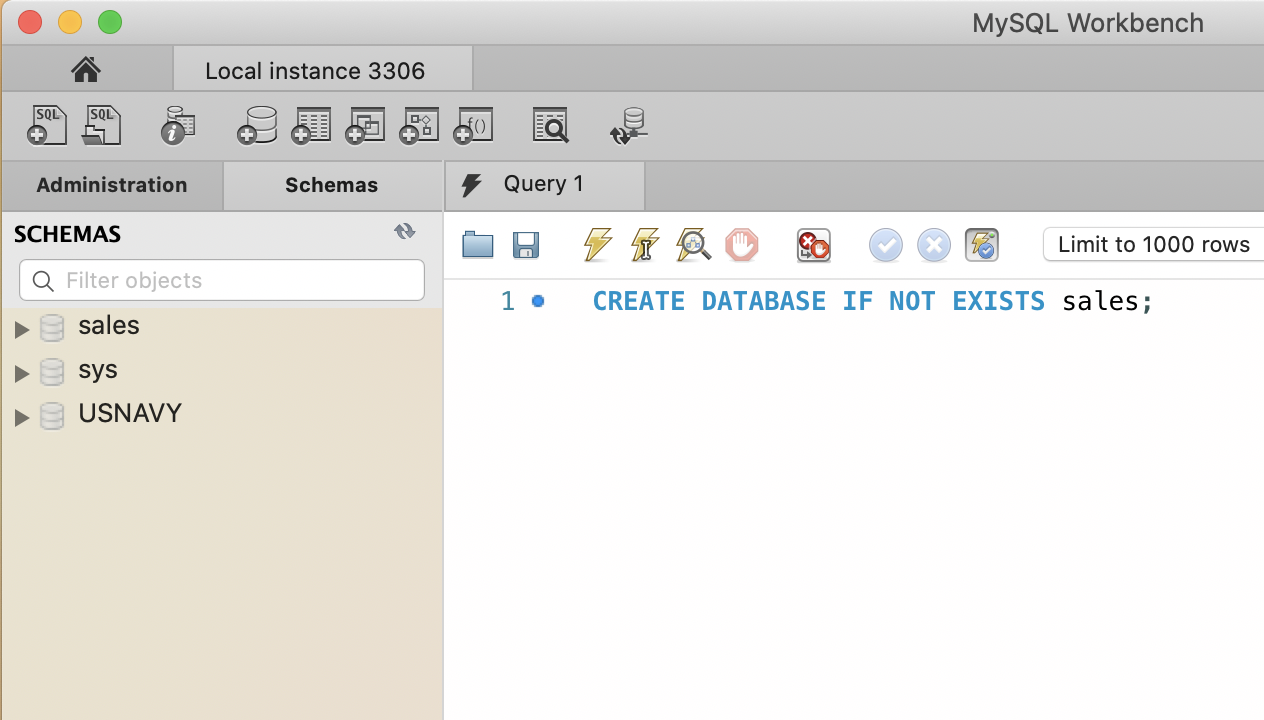 MySQL Workbench
Local instance 3306
SQL SQL f()
Administration Schemas Query 1
SCHEMAS
Filter objects
Limit to 1000 rows
1 CREATE DATABASE IF NOT EXISTS sales;
sales
sys
USNAVY